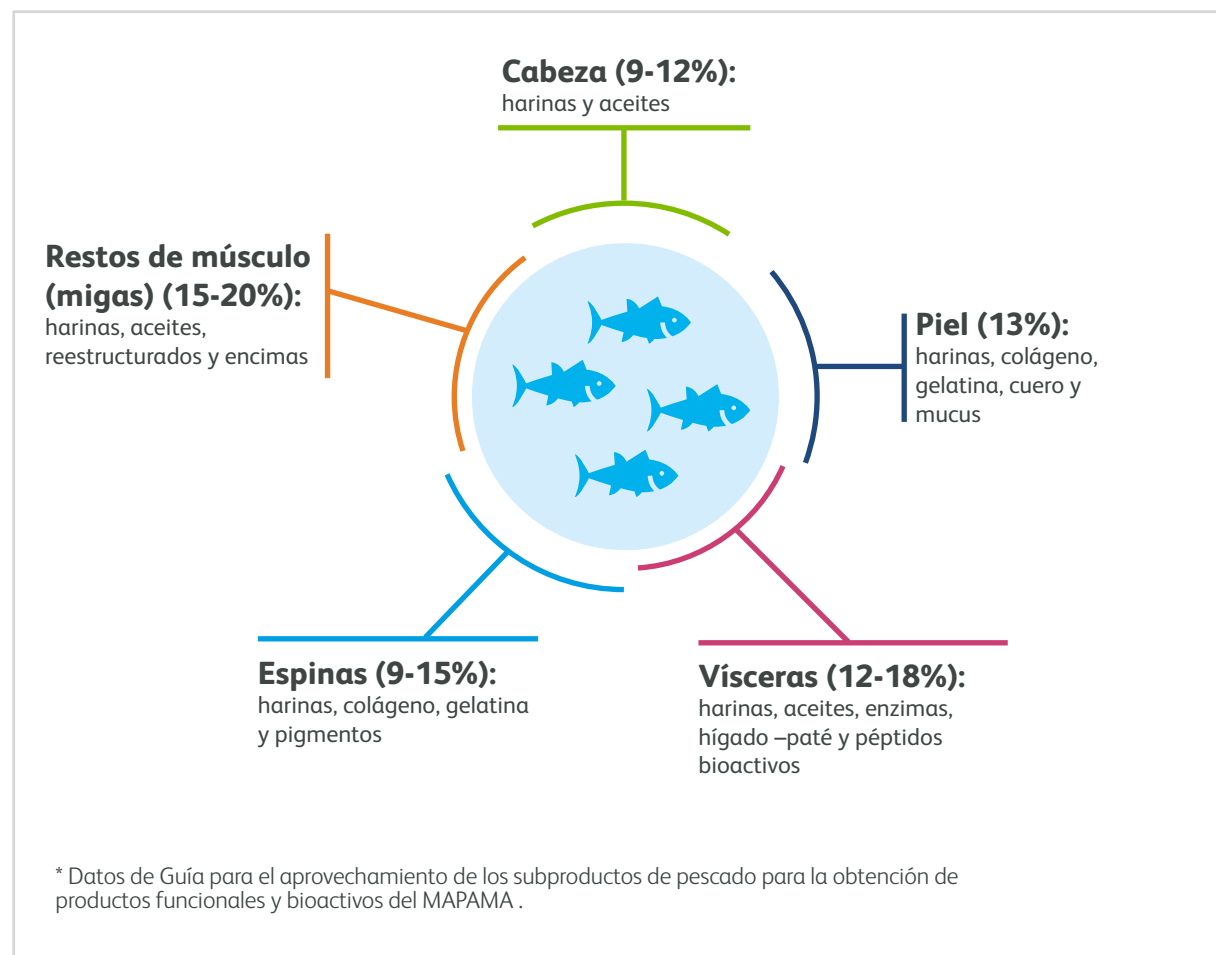 Cabeza (9-12%):
harinas y aceites
Restos de músculo
(migas) (15-20%):
harinas, aceites,
reestructurados y encimas
Piel (13%):
harinas, colágeno,
gelatina, cuero y
mucus
Espinas (9-15%):
harinas, colágeno, gelatina
y pigmentos
Vísceras (12-18%):
harinas, aceites, enzimas,
hígado –paté y péptidos
bioactivos
* Datos de Guía para el aprovechamiento de los subproductos de pescado para la obtención de
productos funcionales y bioactivos del MAPAMA .